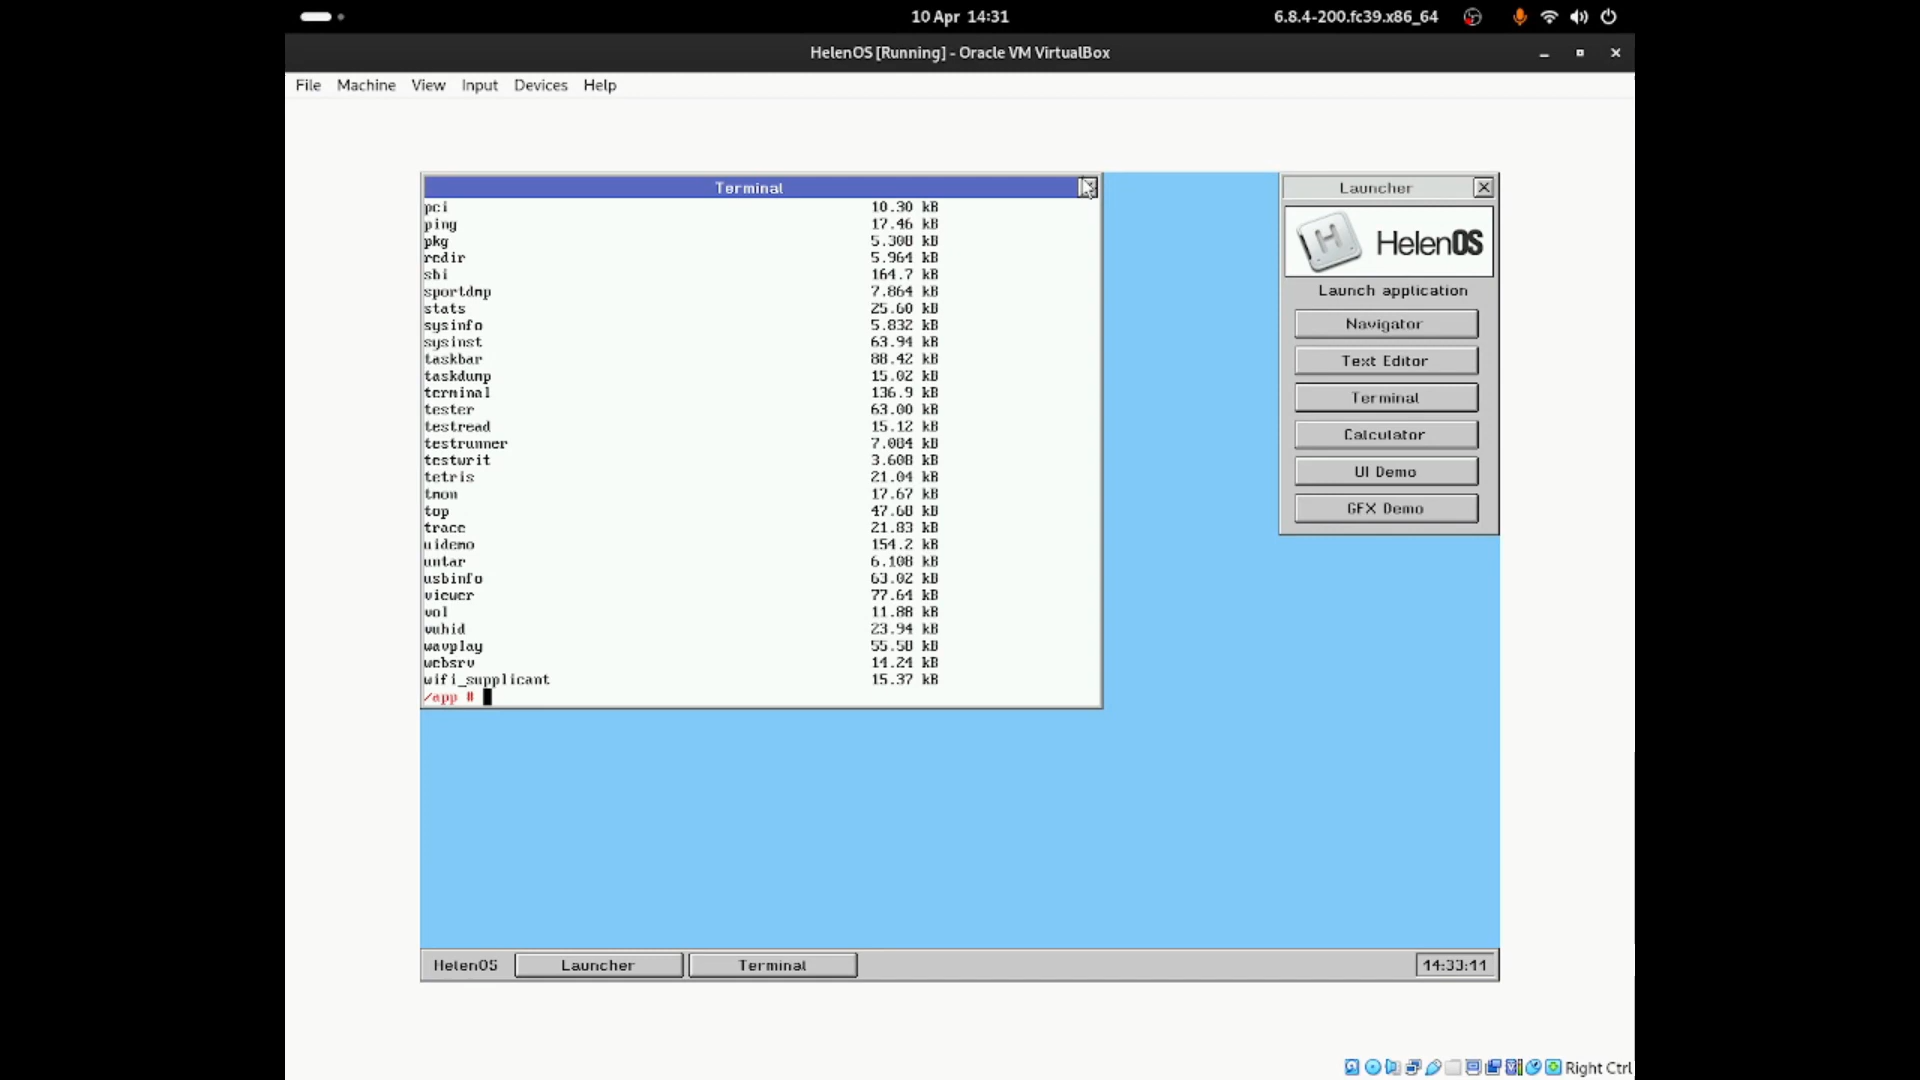 10 Apr 14:31
6.8.4-200.fc39.x86_64
HelenOS [Running] - Oracle VM VirtualBox
File Machine View Input Devices Help
Terminal
pci 10.30 kB
ping 17.46 kB
pkg 5.308 kB
redir 5.964 kB
sbi 164.7 kB
sportdmp 7.864 kB
stats 25.60 kB
sysinfo 5.832 kB
sysinst 63.94 kB
taskbar 88.42 kB
taskdump 15.02 kB
terminal 136.9 kB
tester 63.00 kB
testread 15.12 kB
testrunner 7.084 kB
testwrit 3.608 kB
tetris 21.04 kB
tmon 17.67 kB
top 47.60 kB
trace 21.83 kB
uidemo 154.2 kB
untar 6.108 kB
usbinfo 63.02 kB
viewer 77.64 kB
vol 11.88 kB
vuhid 23.94 kB
wavplay 55.50 kB
websrv 14.24 kB
wifi_supplicant 15.37 kB
/app #
Launcher
H HelenOS
Launch application
Navigator
Text Editor
Terminal
Calculator
UI Demo
GFX Demo
HelenOS Launcher Terminal 14:33:11
Right Ctrl